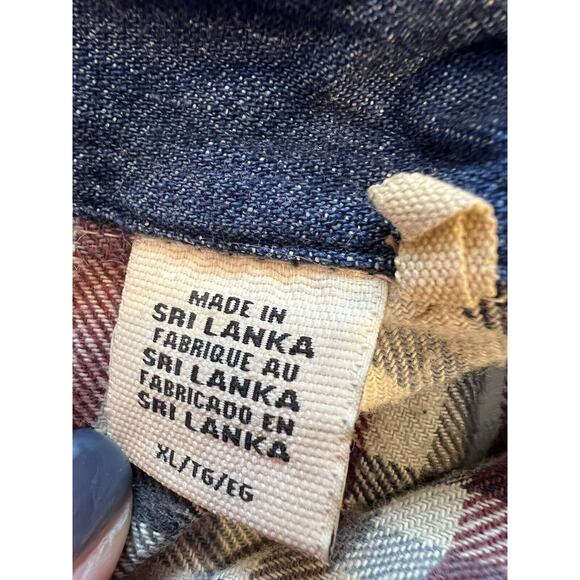 MADE IN
SRI LANKA
FABRIQUE AU
SRI LANKA
FABRICADO EN
SRI LANKA
XL/TG/EG